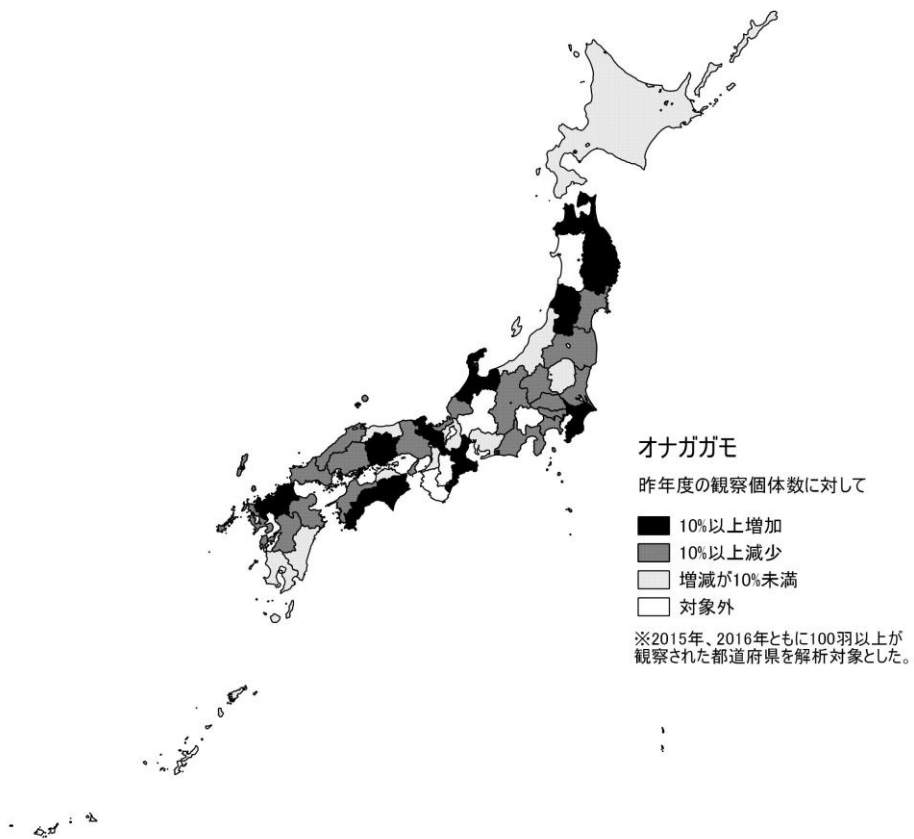 オナガガモ
昨年度の観察個体数に対して
10%以上増加
10%以上減少
増減が10%未満
対象外
※2015年、2016年ともに100羽以上が
観察された都道府県を解析対象とした。